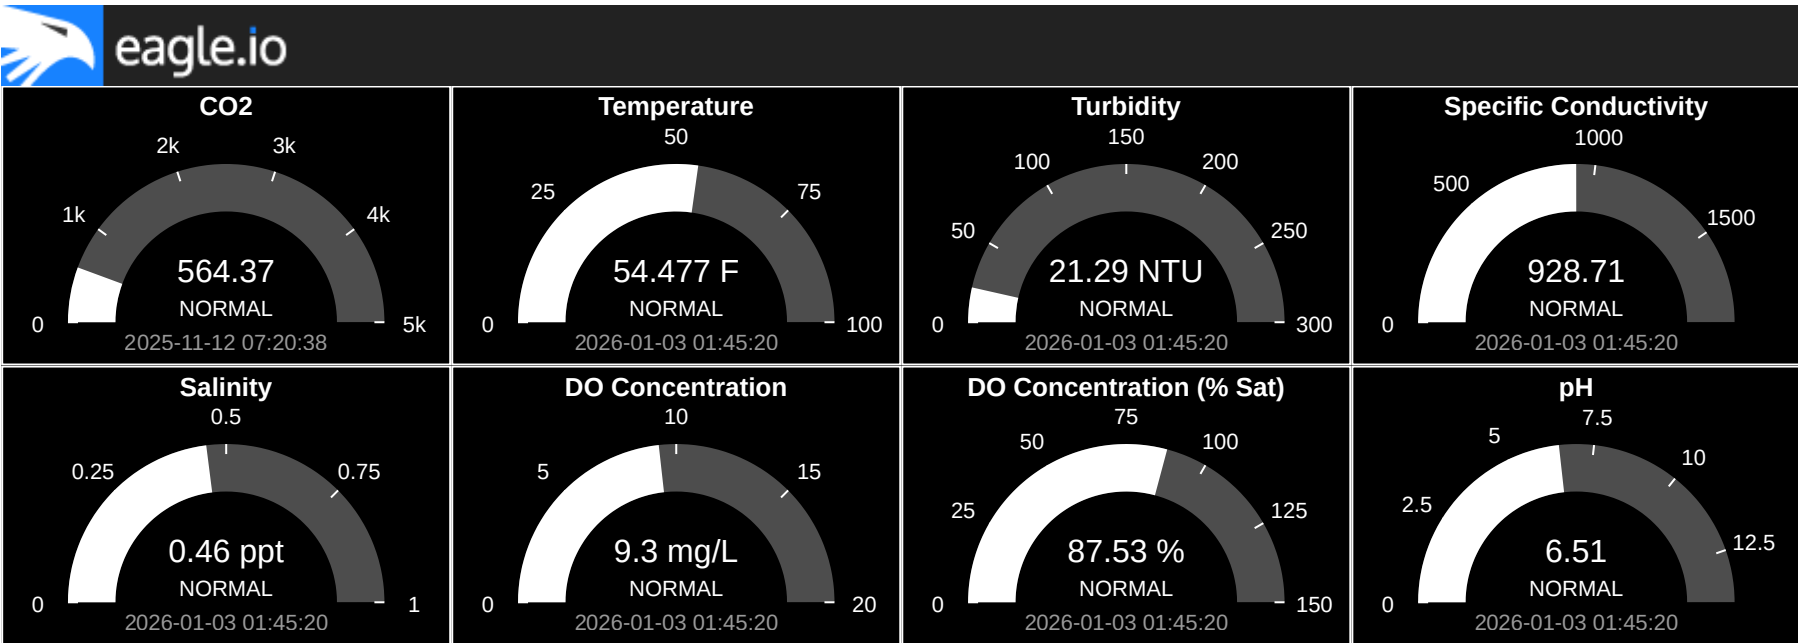 eagle.io
CO2
2k
3k
1k
4k
0
5k
564.37
NORMAL
2025-11-12 07:20:38
Temperature
50
25
75
0
100
54.477 F
NORMAL
2026-01-03 01:45:20
Turbidity
150
100
200
50
250
0
300
21.29 NTU
NORMAL
2026-01-03 01:45:20
Specific Conductivity
1000
500
1500
0
928.71
NORMAL
2026-01-03 01:45:20
Salinity
0.5
0.25
0.75
0
1
0.46 ppt
NORMAL
2026-01-03 01:45:20
DO Concentration
10
5
15
0
20
9.3 mg/L
NORMAL
2026-01-03 01:45:20
DO Concentration (% Sat)
75
50
100
25
125
0
150
87.53 %
NORMAL
2026-01-03 01:45:20
pH
7.5
5
10
2.5
12.5
0
6.51
NORMAL
2026-01-03 01:45:20